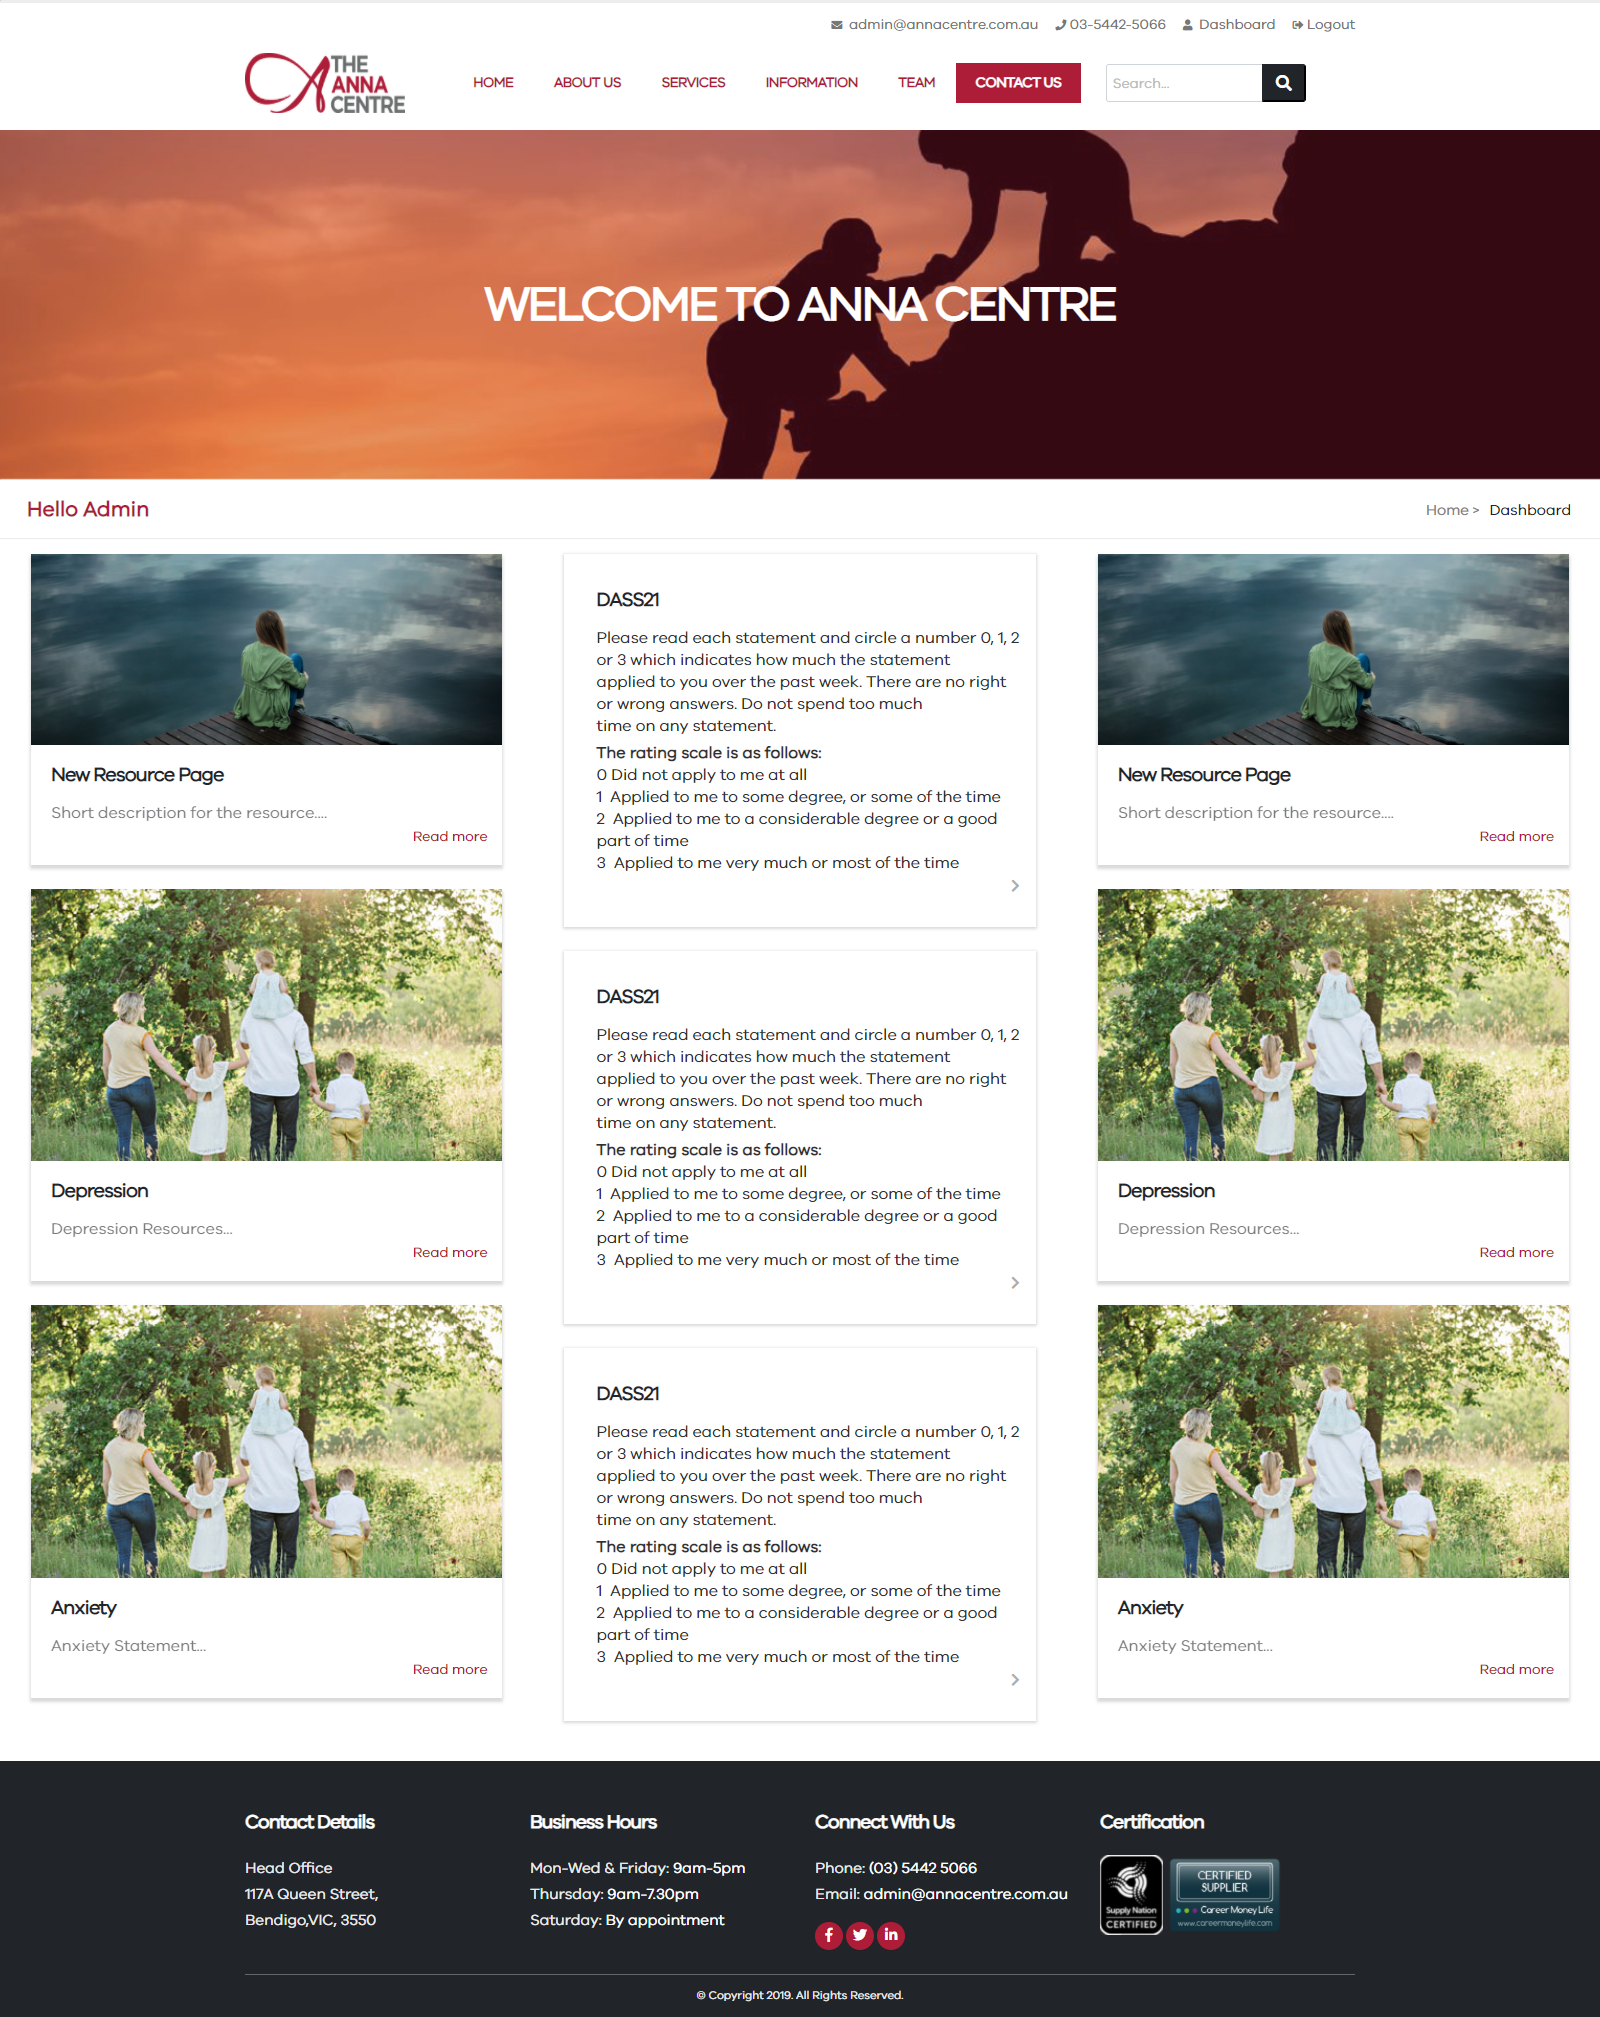 admin@annacentre.com.au 03-5442-5066 Dashboard Logout
THE
ANNA
CENTRE
HOME ABOUT US SERVICES INFORMATION TEAM CONTACT US Search...
WELCOME TO ANNA CENTRE
Hello Admin
Home > Dashboard
New Resource Page
Short description for the resource....
Read more
Depression
Depression Resources...
Read more
Anxiety
Anxiety Statement...
Read more
DASS21
Please read each statement and circle a number 0, 1, 2
or 3 which indicates how much the statement
applied to you over the past week. There are no right
or wrong answers. Do not spend too much
time on any statement.
The rating scale is as follows:
0 Did not apply to me at all
1 Applied to me to some degree, or some of the time
2 Applied to me to a considerable degree or a good
part of time
3 Applied to me very much or most of the time
DASS21
Please read each statement and circle a number 0, 1, 2
or 3 which indicates how much the statement
applied to you over the past week. There are no right
or wrong answers. Do not spend too much
time on any statement.
The rating scale is as follows:
0 Did not apply to me at all
1 Applied to me to some degree, or some of the time
2 Applied to me to a considerable degree or a good
part of time
3 Applied to me very much or most of the time
DASS21
Please read each statement and circle a number 0, 1, 2
or 3 which indicates how much the statement
applied to you over the past week. There are no right
or wrong answers. Do not spend too much
time on any statement.
The rating scale is as follows:
0 Did not apply to me at all
1 Applied to me to some degree, or some of the time
2 Applied to me to a considerable degree or a good
part of time
3 Applied to me very much or most of the time
New Resource Page
Short description for the resource....
Read more
Depression
Depression Resources...
Read more
Anxiety
Anxiety Statement...
Read more
Contact Details
Head Office
117A Queen Street,
Bendigo,VIC, 3550
Business Hours
Mon-Wed & Friday: 9am-5pm
Thursday: 9am-7.30pm
Saturday: By appointment
Connect With Us
Phone: (03) 5442 5066
Email: admin@annacentre.com.au
Certification
Supply Nation
CERTIFIED
CERTIFIED
SUPPLIER
Career Money Life
www.careermoneylife.com
© Copyright 2019. All Rights Reserved.